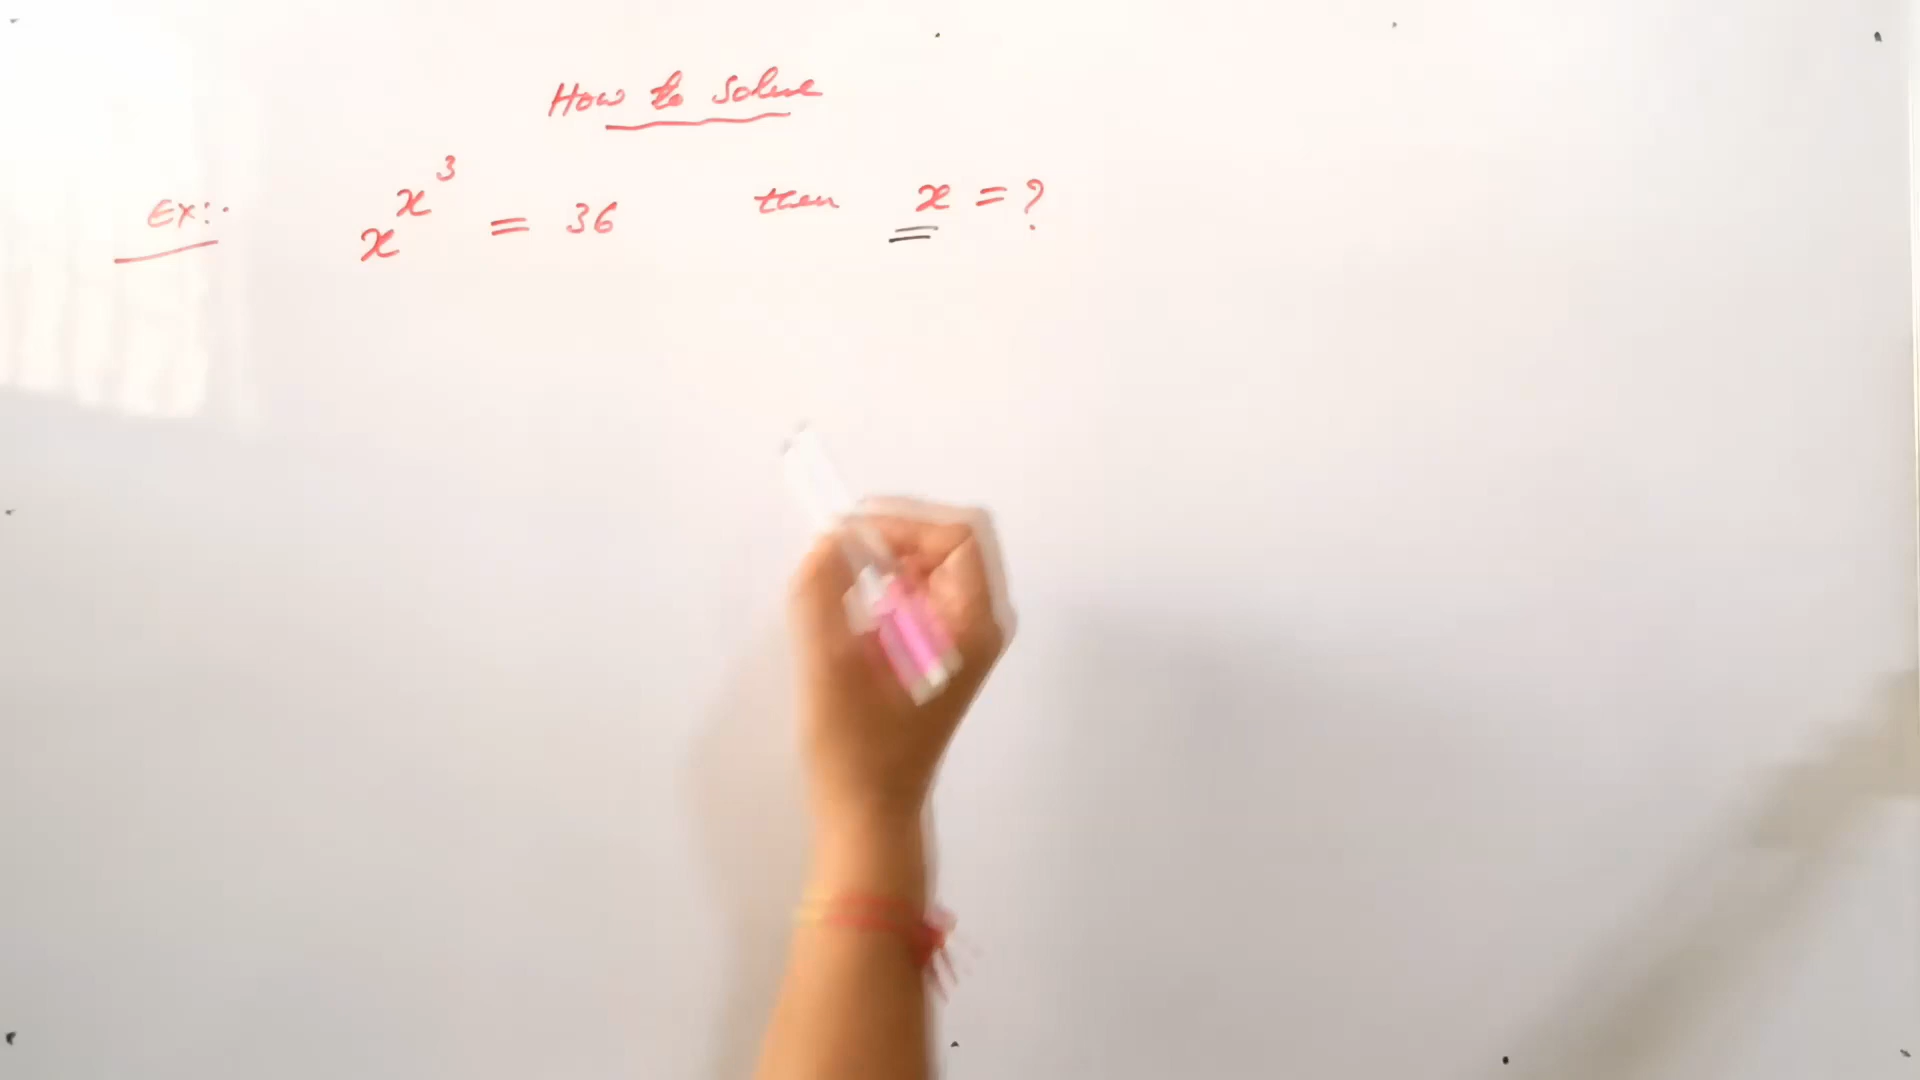 How to solve
Ex:. x^x^3 = 36 then x = ?